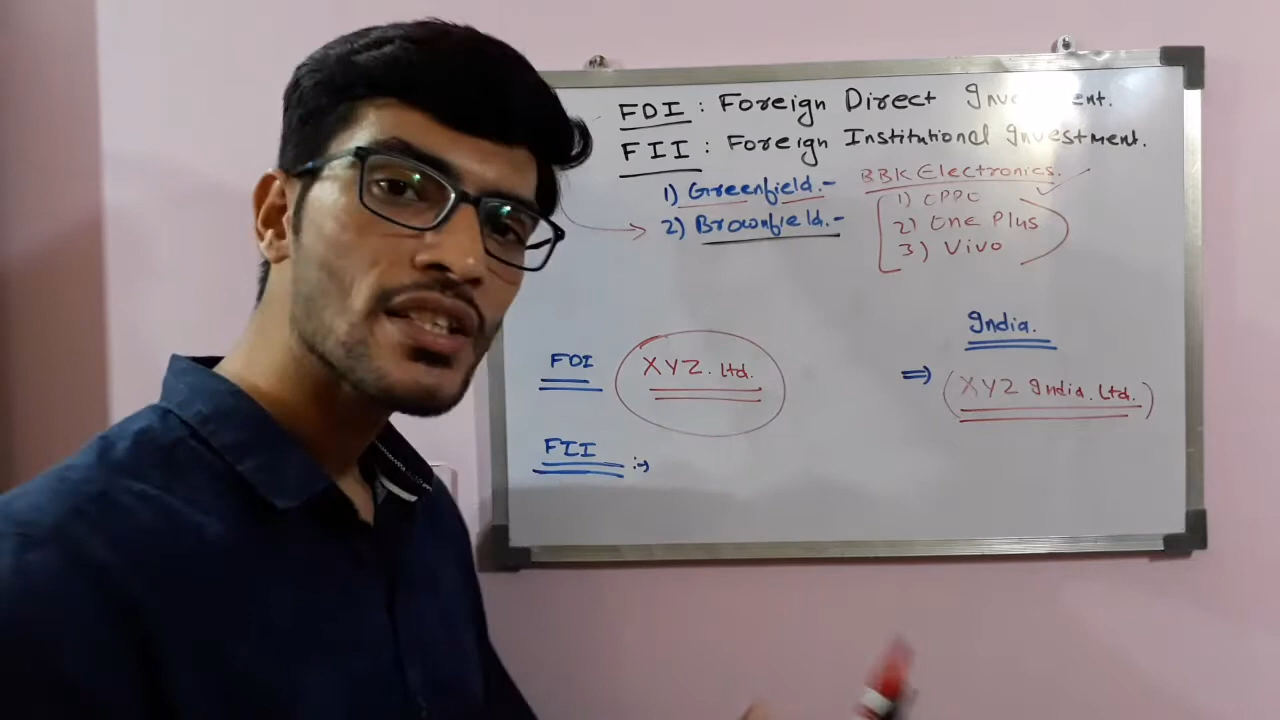 FDI : Foreign Direct
FII : Foreign Institutional Investment.
1) Greenfield.-
2) Brownfield.-
BBK Electronics.
1) OPPO
2) One Plus
3) Vivo
India.
FDI XYZ. Ltd. ⇒ (XYZ India. Ltd.)
FII :→